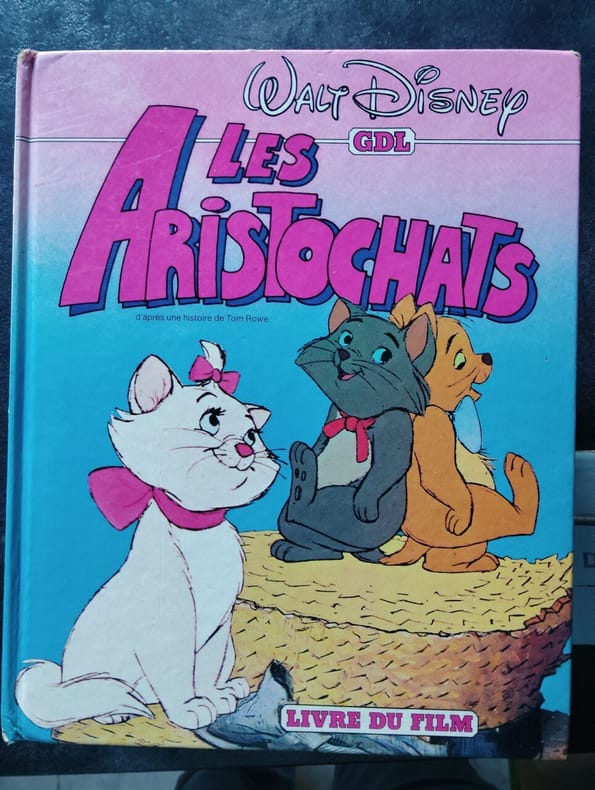 WALT DISNEY
GDL
LES
ARISTOCHATS
d'après une histoire de Tom Rowe
LIVRE DU FILM